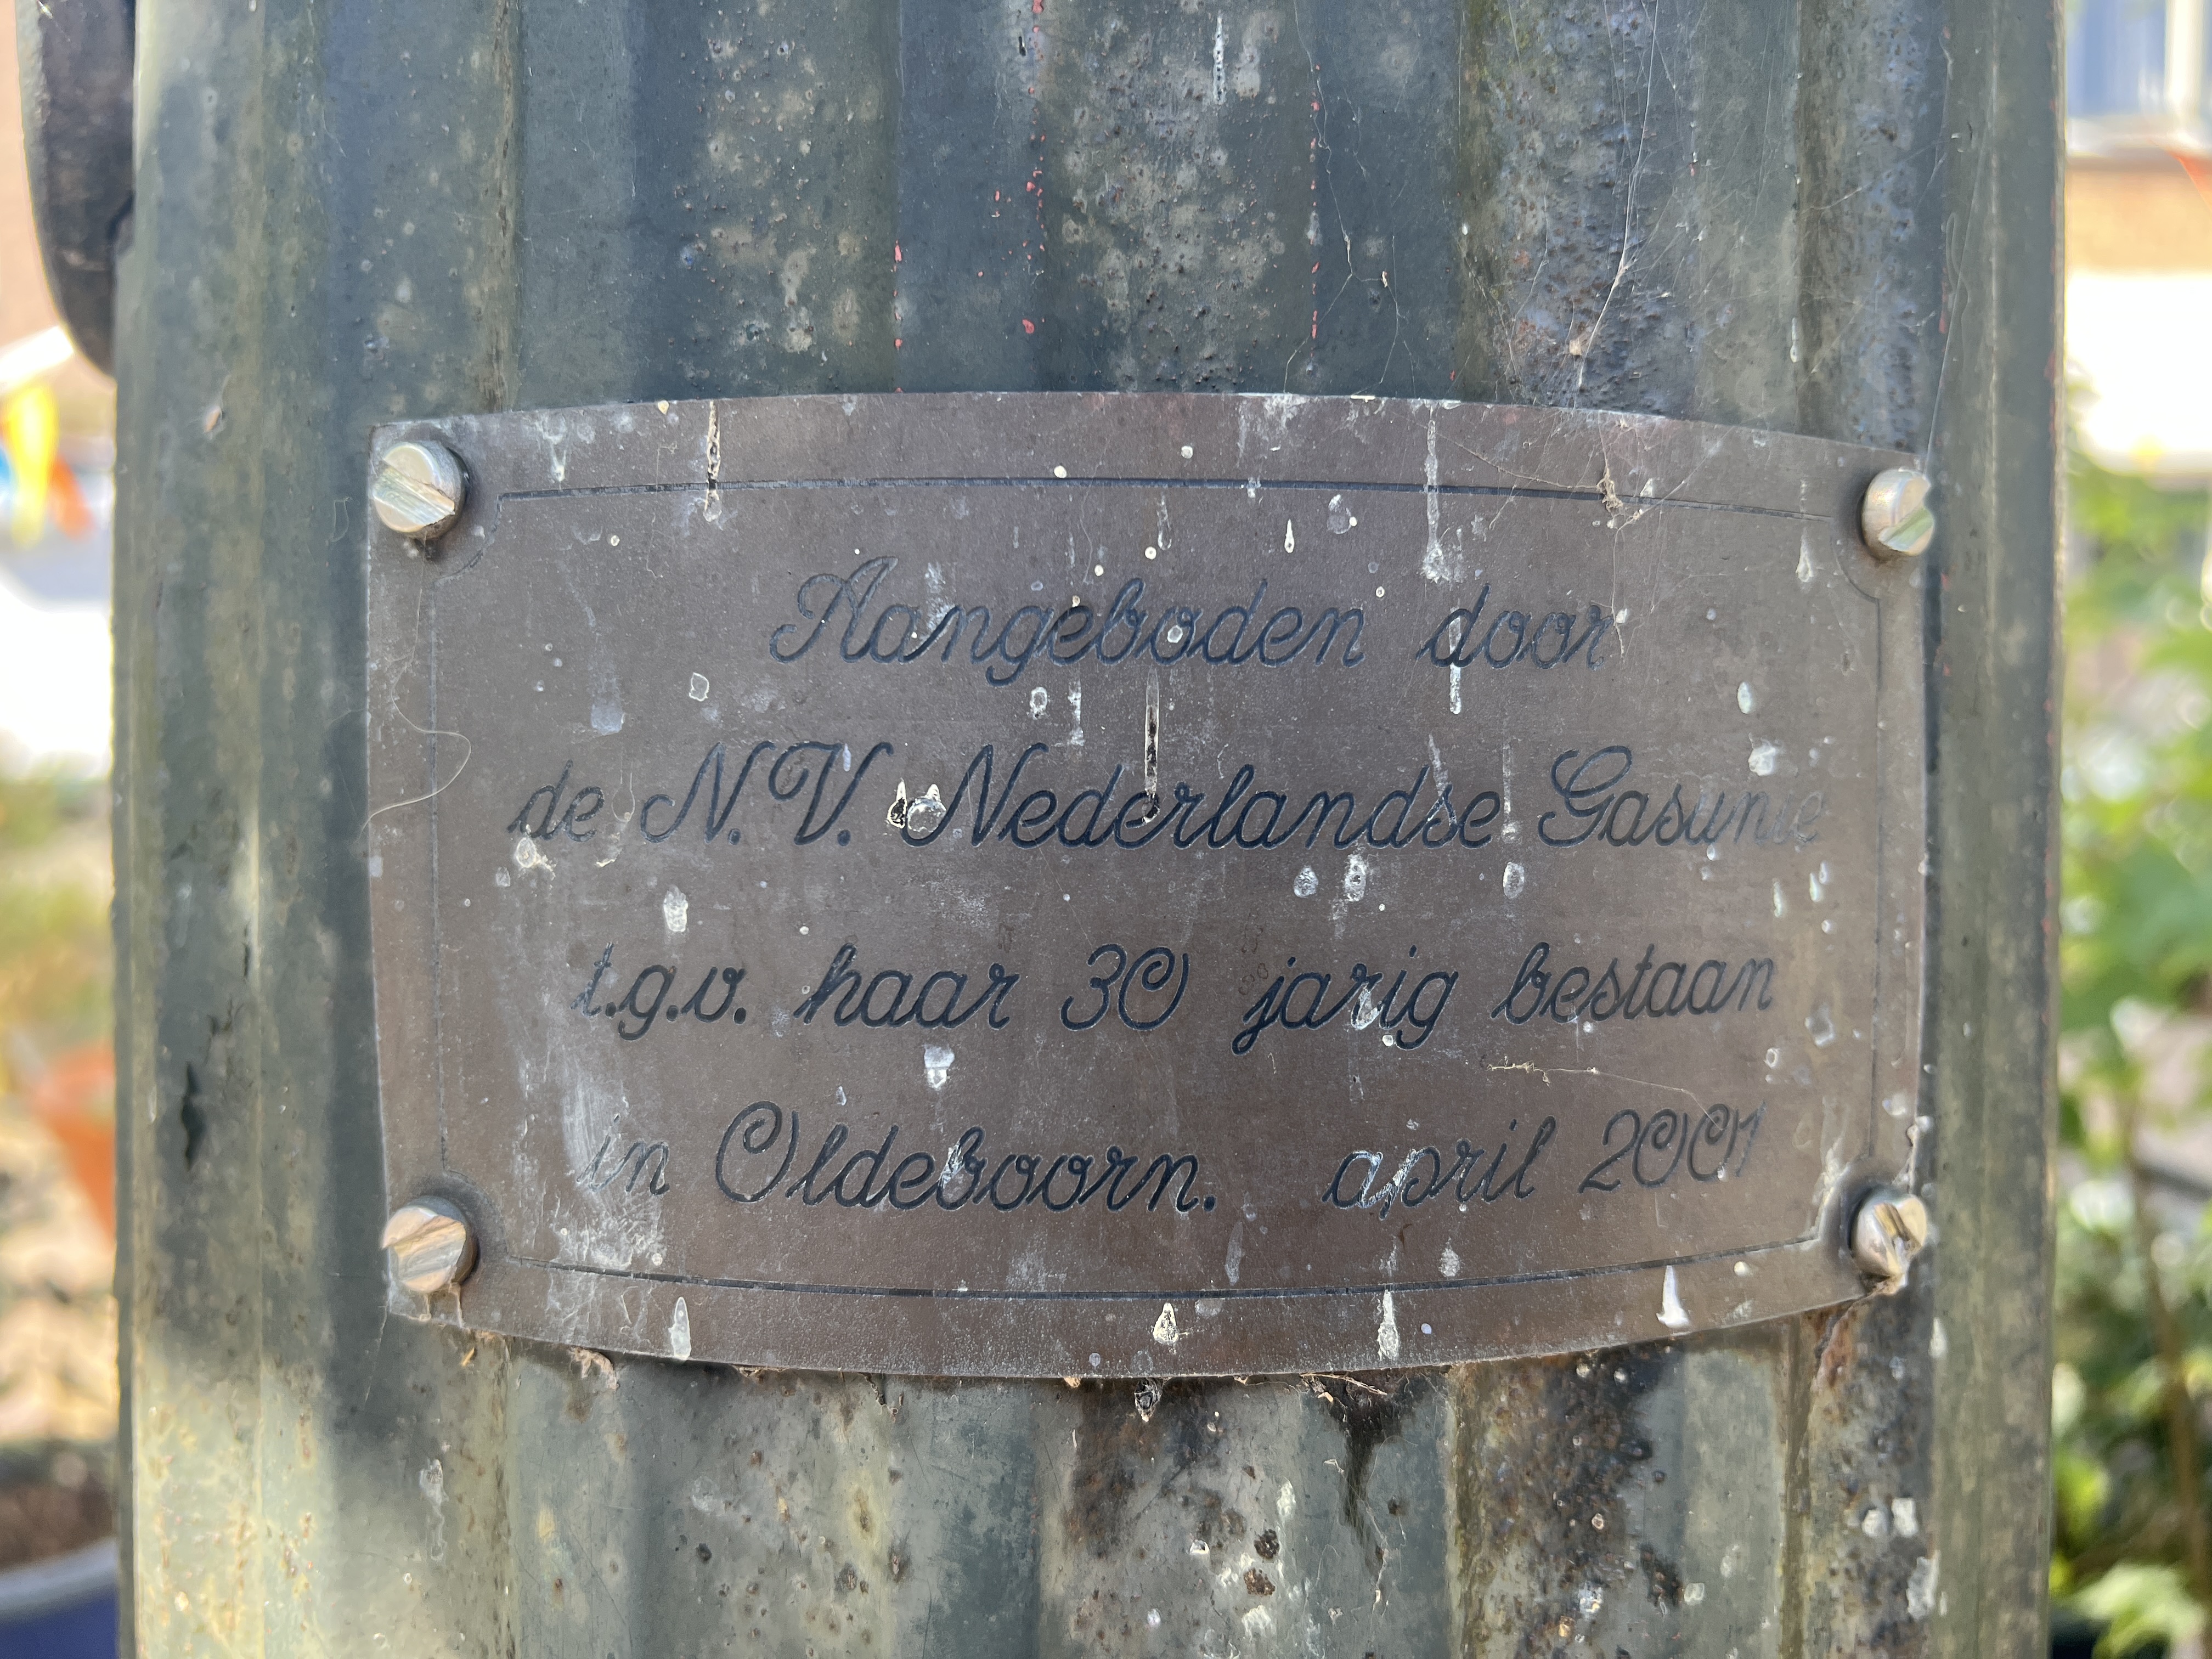 Aangeboden door
de N.V. Nederlandse Gasunie
t.g.v. haar 30 jarig bestaan
in Oldeboorn. april 2001